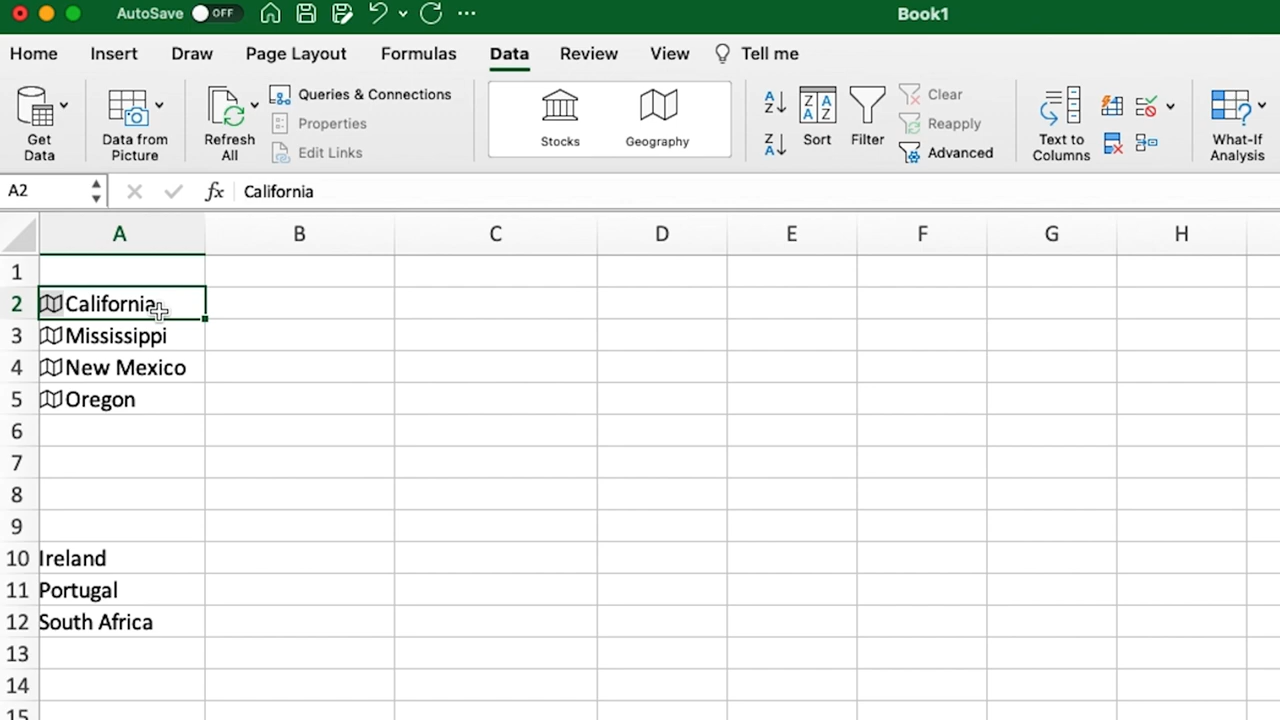 AutoSave OFF Book1
Home Insert Draw Page Layout Formulas Data Review View Tell me
Get Data
Data from Picture
Refresh All
Queries & Connections
Properties
Edit Links
Stocks
Geography
A Z
Z A
Z A A Z
Sort
Filter
Clear
Reapply
Advanced
Text to Columns
What-If Analysis
A2 fx California
A B C D E F G H
1
2 California
3 Mississippi
4 New Mexico
5 Oregon
6
7
8
9
10 Ireland
11 Portugal
12 South Africa
13
14
15